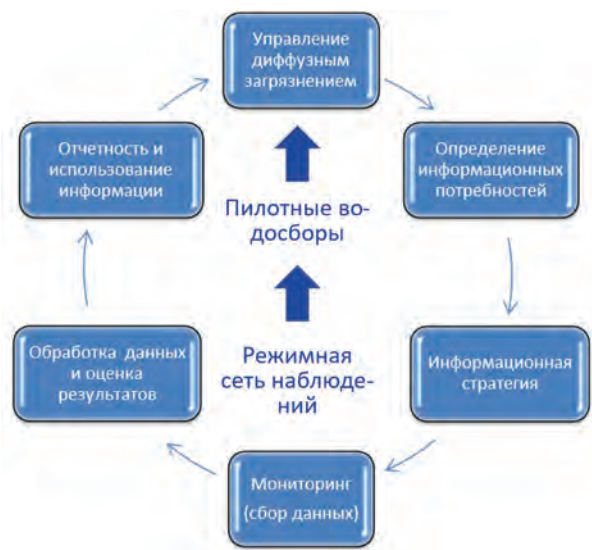 Управление
диффузным
загрязнением
Отчетность и
использование
информации
Определение
информационных
потребностей
Пилотные во-
досборы
Обработка данных
и оценка
результатов
Режимная
сеть наблюде-
ний
Информационная
стратегия
Мониторинг
(сбор данных)